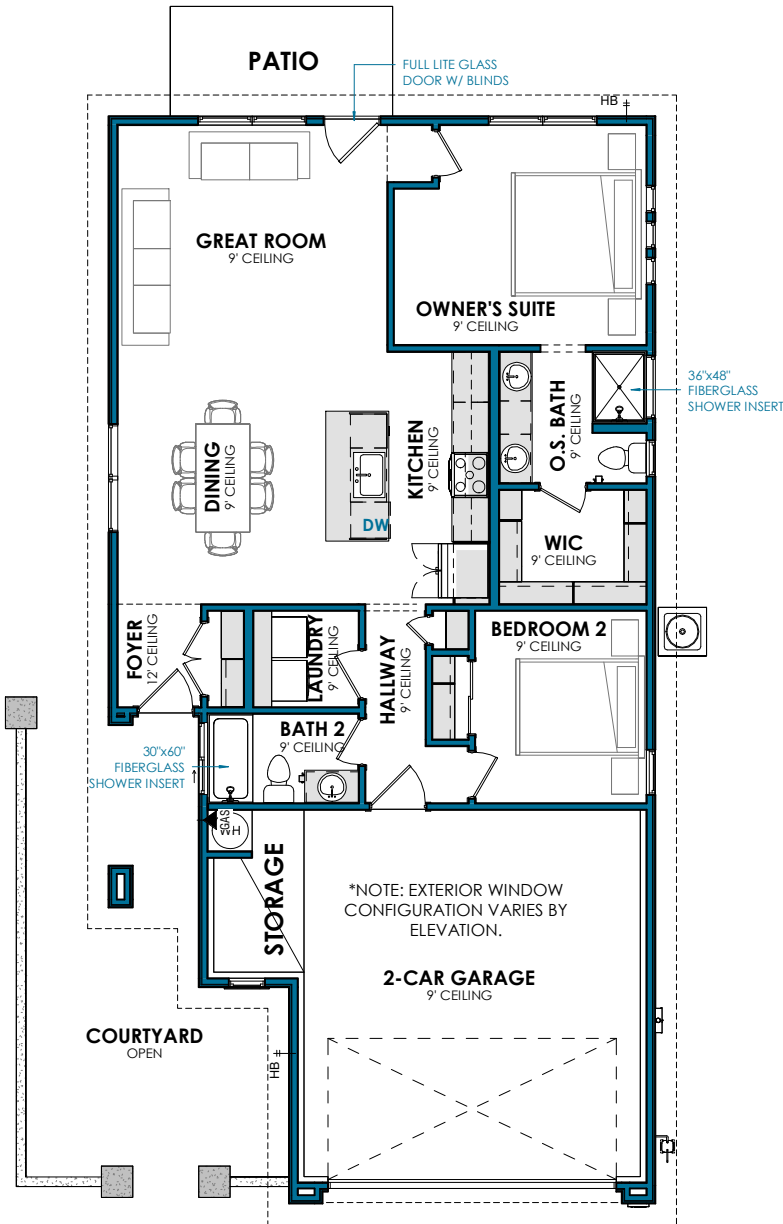 PATIO
FULL LITE GLASS
DOOR W/ BLINDS
HB
GREAT ROOM
9' CEILING
OWNER'S SUITE
9' CEILING
36"x48"
FIBERGLASS
SHOWER INSERT
O.S. BATH
9' CEILING
DINING
9' CEILING
KITCHEN
9' CEILING
DW
WIC
9' CEILING
FOYER
12' CEILING
LAUNDRY
9' CEILING
HALLWAY
9' CEILING
BEDROOM 2
9' CEILING
BATH 2
9' CEILING
30"x60"
FIBERGLASS
SHOWER INSERT
GAS
WH
STORAGE
*NOTE: EXTERIOR WINDOW
CONFIGURATION VARIES BY
ELEVATION.
2-CAR GARAGE
9' CEILING
COURTYARD
OPEN
HB